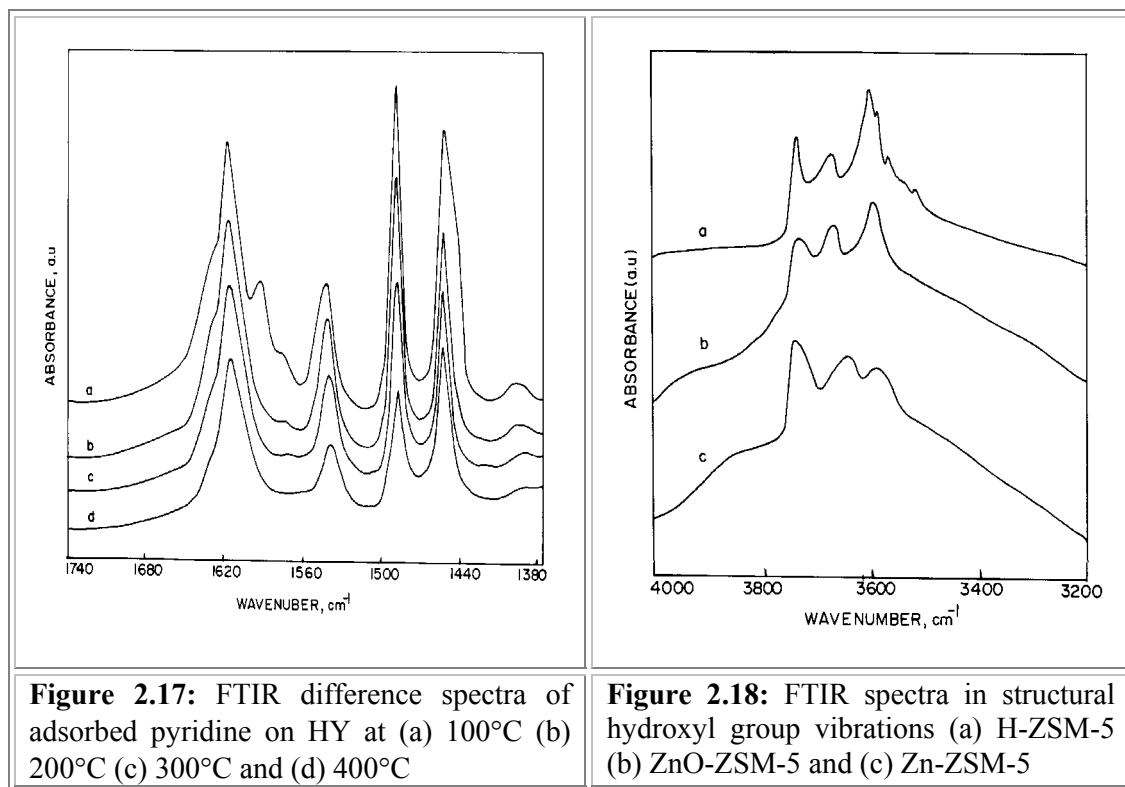 ABSORBANCE, a.u
a
b
c
d
1740 1680 1620 1560 1500 1440 1380
WAVENUBER, cm-1
ABSORBANCE (a.u)
a
b
c
4000 3800 3600 3400 3200
WAVENUMBER, cm-1
Figure 2.17: FTIR difference spectra of
adsorbed pyridine on HY at (a) 100°C (b)
200°C (c) 300°C and (d) 400°C
Figure 2.18: FTIR spectra in structural
hydroxyl group vibrations (a) H-ZSM-5
(b) ZnO-ZSM-5 and (c) Zn-ZSM-5